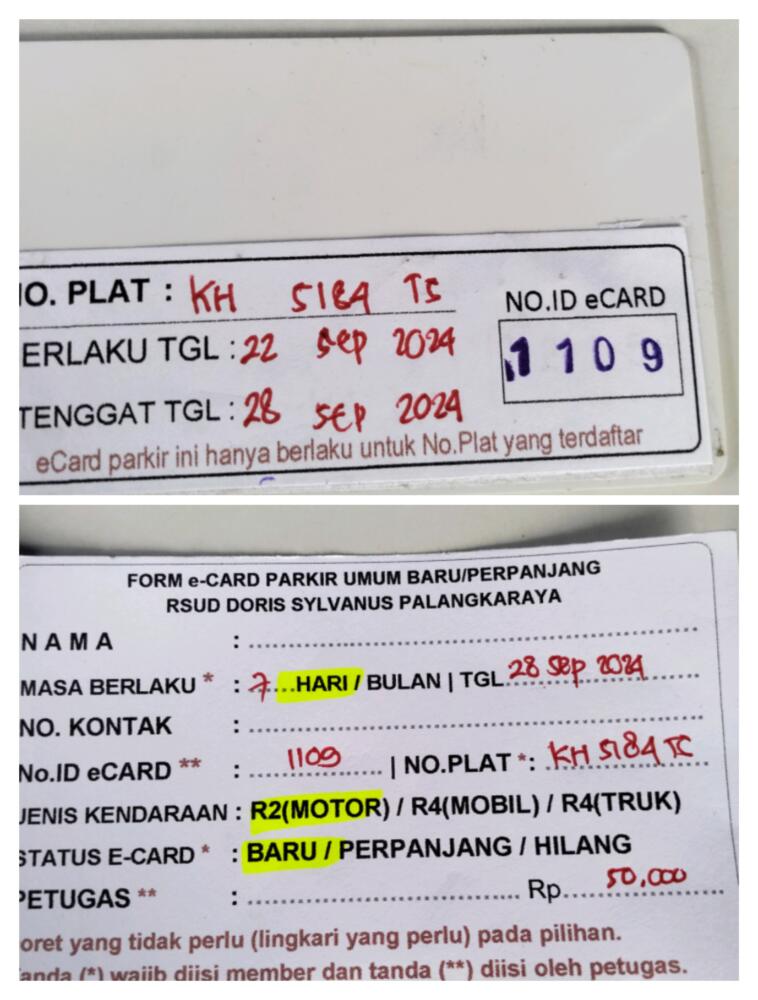 NO. PLAT : KH 5184 TS
ERLAKU TGL : 22 Sep 2024
TENGGAT TGL : 28 SEP 2024
NO.ID eCARD
1109
eCard parkir ini hanya berlaku untuk No.Plat yang terdaftar
FORM e-CARD PARKIR UMUM BARU/PERPANJANG
RSUD DORIS SYLVANUS PALANGKARAYA
NAMA :
MASA BERLAKU * : 7 HARI / BULAN | TGL 28 Sep 2024
NO. KONTAK :
No.ID eCARD ** : 1109 | NO.PLAT *: KH 5184 TC
JENIS KENDARAAN : R2(MOTOR) / R4(MOBIL) / R4(TRUK)
STATUS E-CARD * : BARU / PERPANJANG / HILANG
PETUGAS ** : Rp 50,000
oret yang tidak perlu (lingkari yang perlu) pada pilihan.
anda (*) wajib diisi member dan tanda (**) diisi oleh petugas.